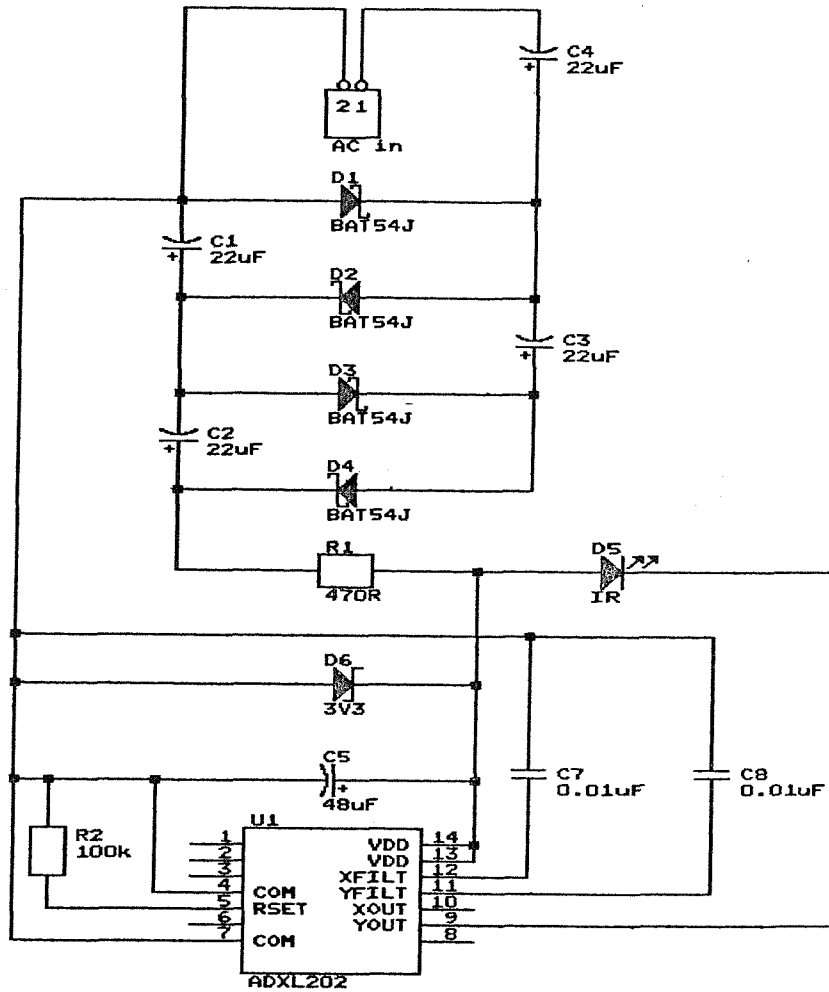 C4
22uF
21
AC in
D1
BAT54J
C1
22uF
D2
BAT54J
C3
22uF
D3
BAT54J
C2
22uF
D4
BAT54J
R1
470R
D5
IR
D6
3V3
C5
48uF
C7
0.01uF
C8
0.01uF
R2
100k
U1
1
2
3
4 COM
5 RSET
6
7 COM
VDD 14
VDD 13
XFILT 12
YFILT 11
XOUT 10
YOUT 9
8
ADXL202